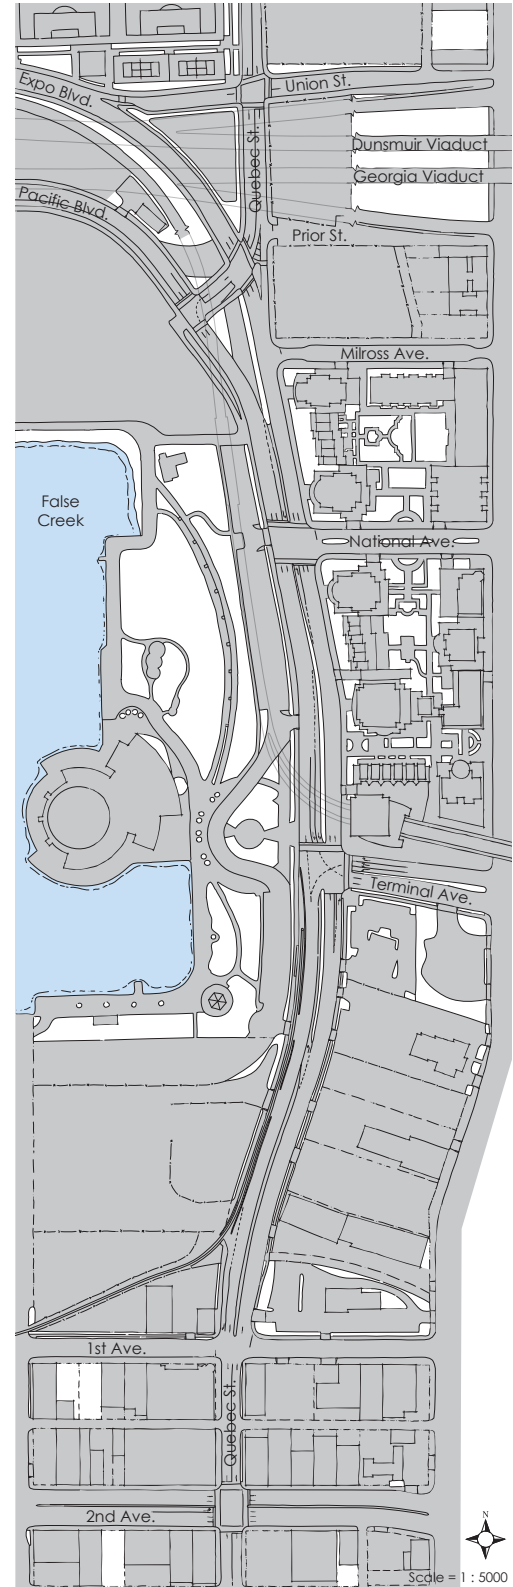 Expo Blvd.
Union St.
Quebec St.
Dunsmuir Viaduct
Georgia Viaduct
Pacific Blvd.
Prior St.
Milross Ave.
False
Creek
National Ave.
Terminal Ave.
1st Ave.
Quebec St.
2nd Ave.
N
Scale = 1 : 5000